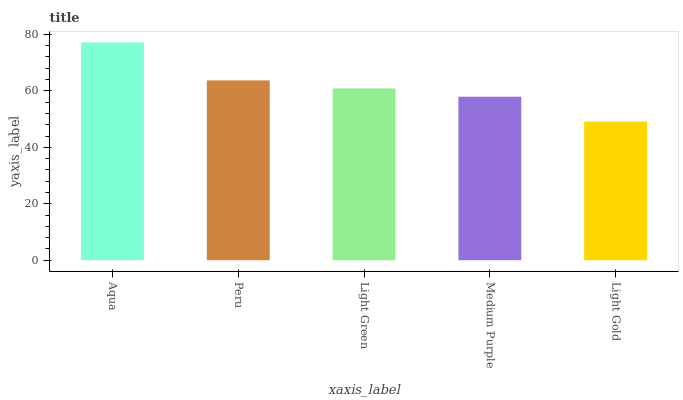 title
80
60
40
20
0
yaxis_label
Aqua
Peru
Light Green
Medium Purple
Light Gold
xaxis_label